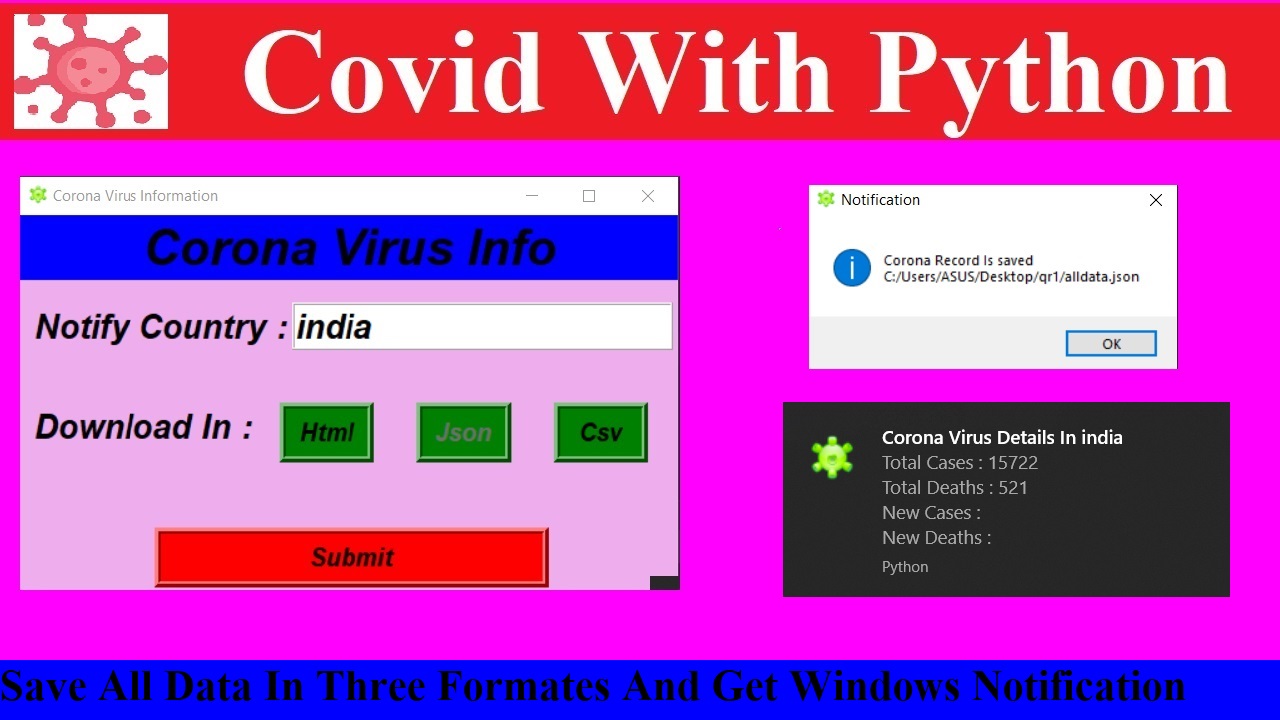 Covid With Python
Corona Virus Information
Corona Virus Info
Notify Country : india
Download In : Html Json Csv
Submit
Notification
Corona Record Is saved
C:/Users/ASUS/Desktop/qr1/alldata.json
OK
Corona Virus Details In india
Total Cases : 15722
Total Deaths : 521
New Cases :
New Deaths :
Python
Save All Data In Three Formates And Get Windows Notification